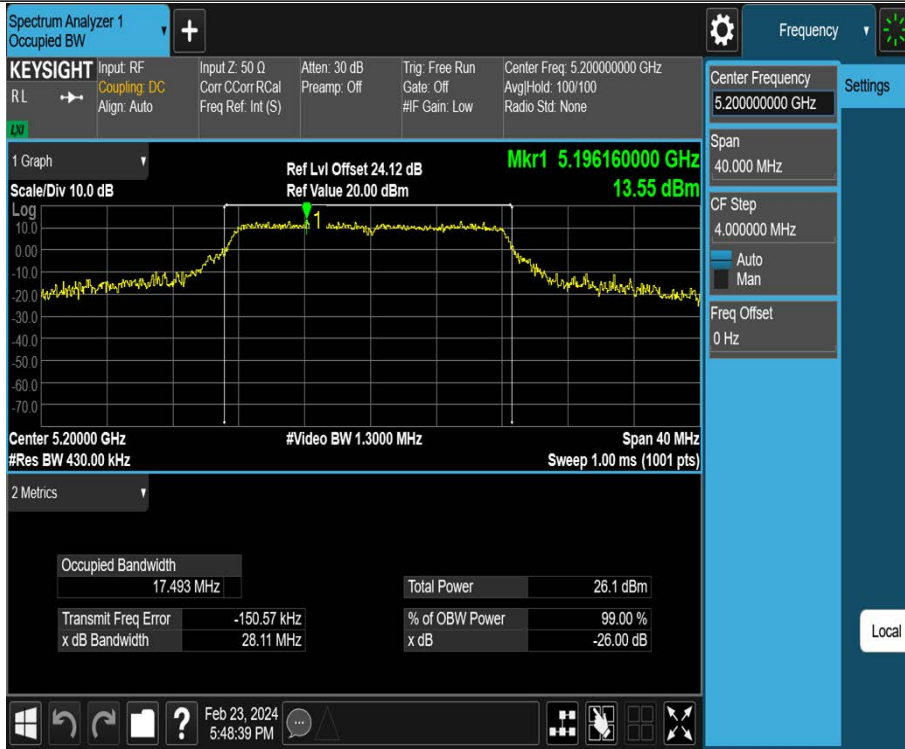 Spectrum Analyzer 1
Occupied BW
+
Frequency
KEYSIGHT
RL
LXI
Input: RF
Coupling: DC
Align: Auto
Input Z: 50 Ω
Corr CCorr RCal
Freq Ref: Int (S)
Atten: 30 dB
Preamp: Off
Trig: Free Run
Gate: Off
#IF Gain: Low
Center Freq: 5.200000000 GHz
Avg|Hold: 100/100
Radio Std: None
Center Frequency
5.200000000 GHz
Settings
Span
40.000 MHz
CF Step
4.000000 MHz
Auto
Man
Freq Offset
0 Hz
1 Graph
Ref Lvl Offset 24.12 dB
Mkr1 5.196160000 GHz
Scale/Div 10.0 dB
Ref Value 20.00 dBm
13.55 dBm
Log
1
10.0
0.00
-10.0
-20.0
-30.0
-40.0
-50.0
-60.0
-70.0
Center 5.20000 GHz
#Video BW 1.3000 MHz
Span 40 MHz
#Res BW 430.00 kHz
Sweep 1.00 ms (1001 pts)
2 Metrics
Occupied Bandwidth
17.493 MHz
Total Power 26.1 dBm
Transmit Freq Error -150.57 kHz
% of OBW Power 99.00 %
x dB Bandwidth 28.11 MHz
x dB -26.00 dB
Local
?
Feb 23, 2024
5:48:39 PM